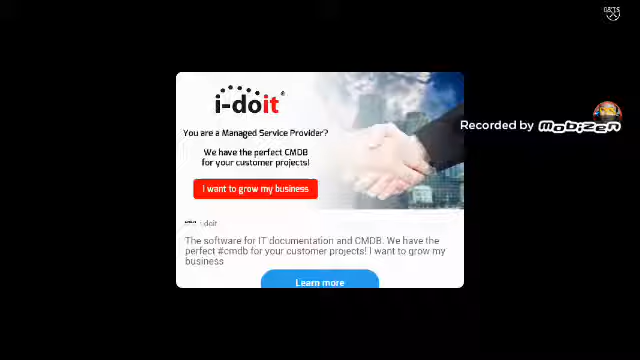 i-doit®
You are a Managed Service Provider?
We have the perfect CMDB
for your customer projects!
I want to grow my business
i-doit
The software for IT documentation and CMDB. We have the
perfect #cmdb for your customer projects! I want to grow my
business
Learn more
Recorded by MOBIZEN